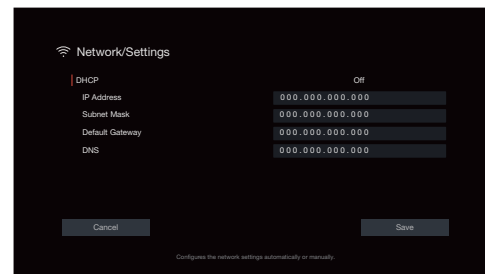 Network/Settings
DHCP Off
IP Address 000.000.000.000
Subnet Mask 000.000.000.000
Default Gateway 000.000.000.000
DNS 000.000.000.000
Cancel Save
Configures the network settings automatically or manually.